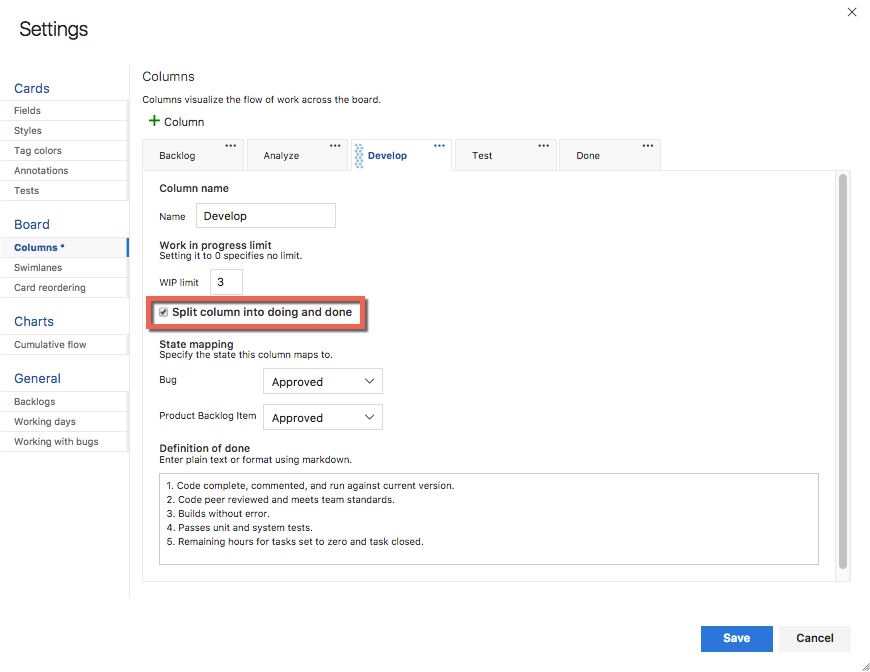 Settings
Cards
Fields
Styles
Tag colors
Annotations
Tests
Board
Columns *
Swimlanes
Card reordering
Charts
Cumulative flow
General
Backlogs
Working days
Working with bugs
Columns
Columns visualize the flow of work across the board.
+ Column
Backlog ... Analyze ... Develop ... Test ... Done ...
Column name
Name Develop
Work in progress limit
Setting it to 0 specifies no limit.
WIP limit 3
Split column into doing and done
State mapping
Specify the state this column maps to.
Bug Approved
Product Backlog Item Approved
Definition of done
Enter plain text or format using markdown.
1. Code complete, commented, and run against current version.
2. Code peer reviewed and meets team standards.
3. Builds without error.
4. Passes unit and system tests.
5. Remaining hours for tasks set to zero and task closed.
Save Cancel